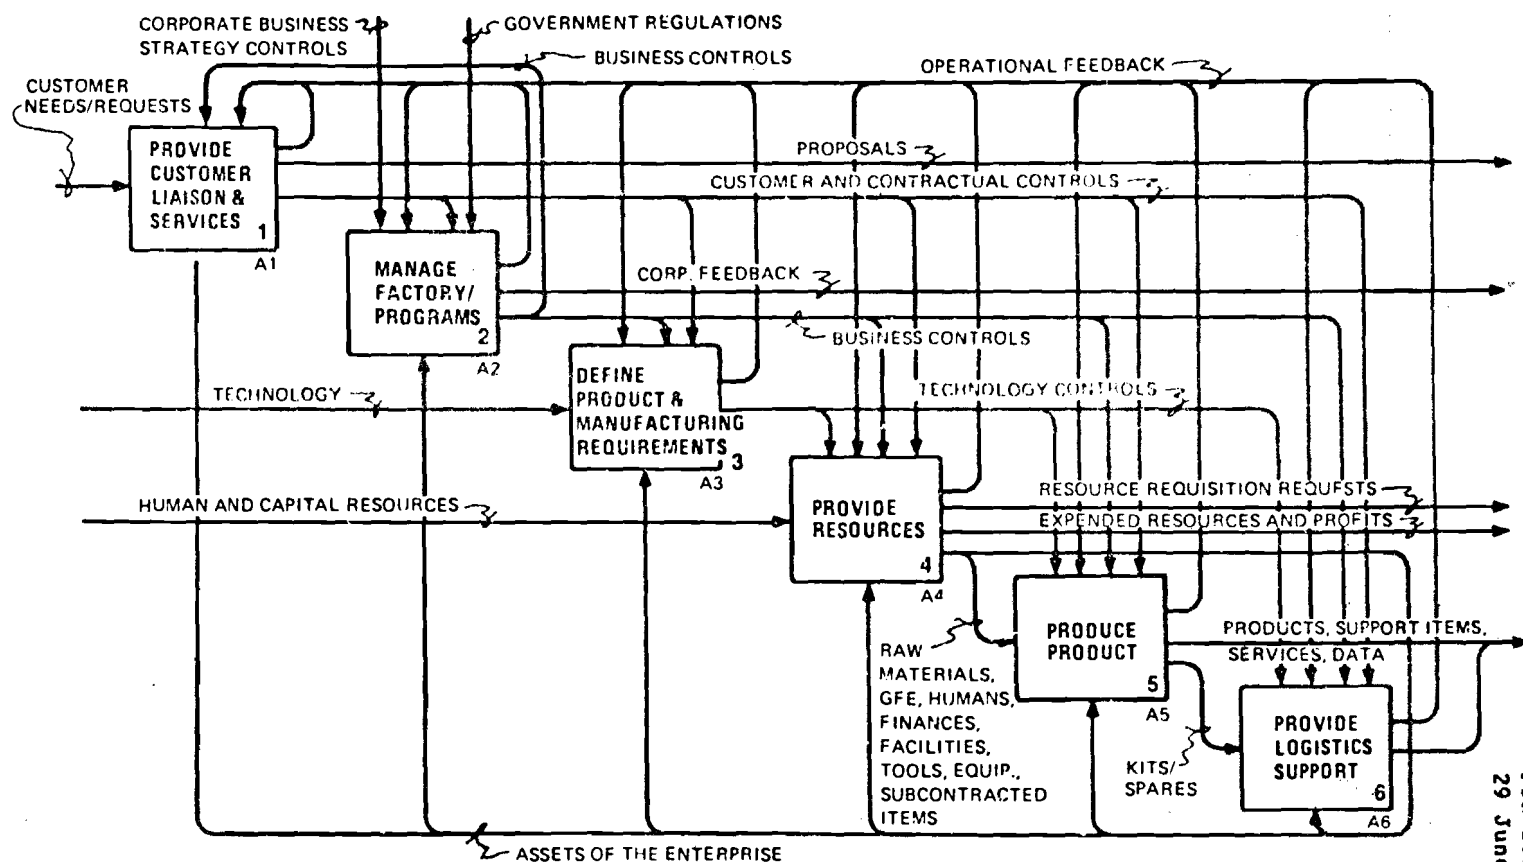 CORPORATE BUSINESS
STRATEGY CONTROLS
GOVERNMENT REGULATIONS
BUSINESS CONTROLS
OPERATIONAL FEEDBACK
CUSTOMER
NEEDS/REQUESTS
PROVIDE
CUSTOMER
LIAISON &
SERVICES
1
A1
PROPOSALS
CUSTOMER AND CONTRACTUAL CONTROLS
MANAGE
FACTORY/
PROGRAMS
2
A2
CORP. FEEDBACK
BUSINESS CONTROLS
TECHNOLOGY
DEFINE
PRODUCT &
MANUFACTURING
REQUIREMENTS
3
A3
TECHNOLOGY CONTROLS
HUMAN AND CAPITAL RESOURCES
PROVIDE
RESOURCES
4
A4
RESOURCE REQUISITION REQUESTS
EXPENDED RESOURCES AND PROFITS
RAW
MATERIALS,
GFE, HUMANS,
FINANCES,
FACILITIES,
TOOLS, EQUIP.,
SUBCONTRACTED
ITEMS
PRODUCE
PRODUCT
5
A5
PRODUCTS, SUPPORT ITEMS,
SERVICES, DATA
KITS/
SPARES
PROVIDE
LOGISTICS
SUPPORT
6
A6
ASSETS OF THE ENTERPRISE
29 June